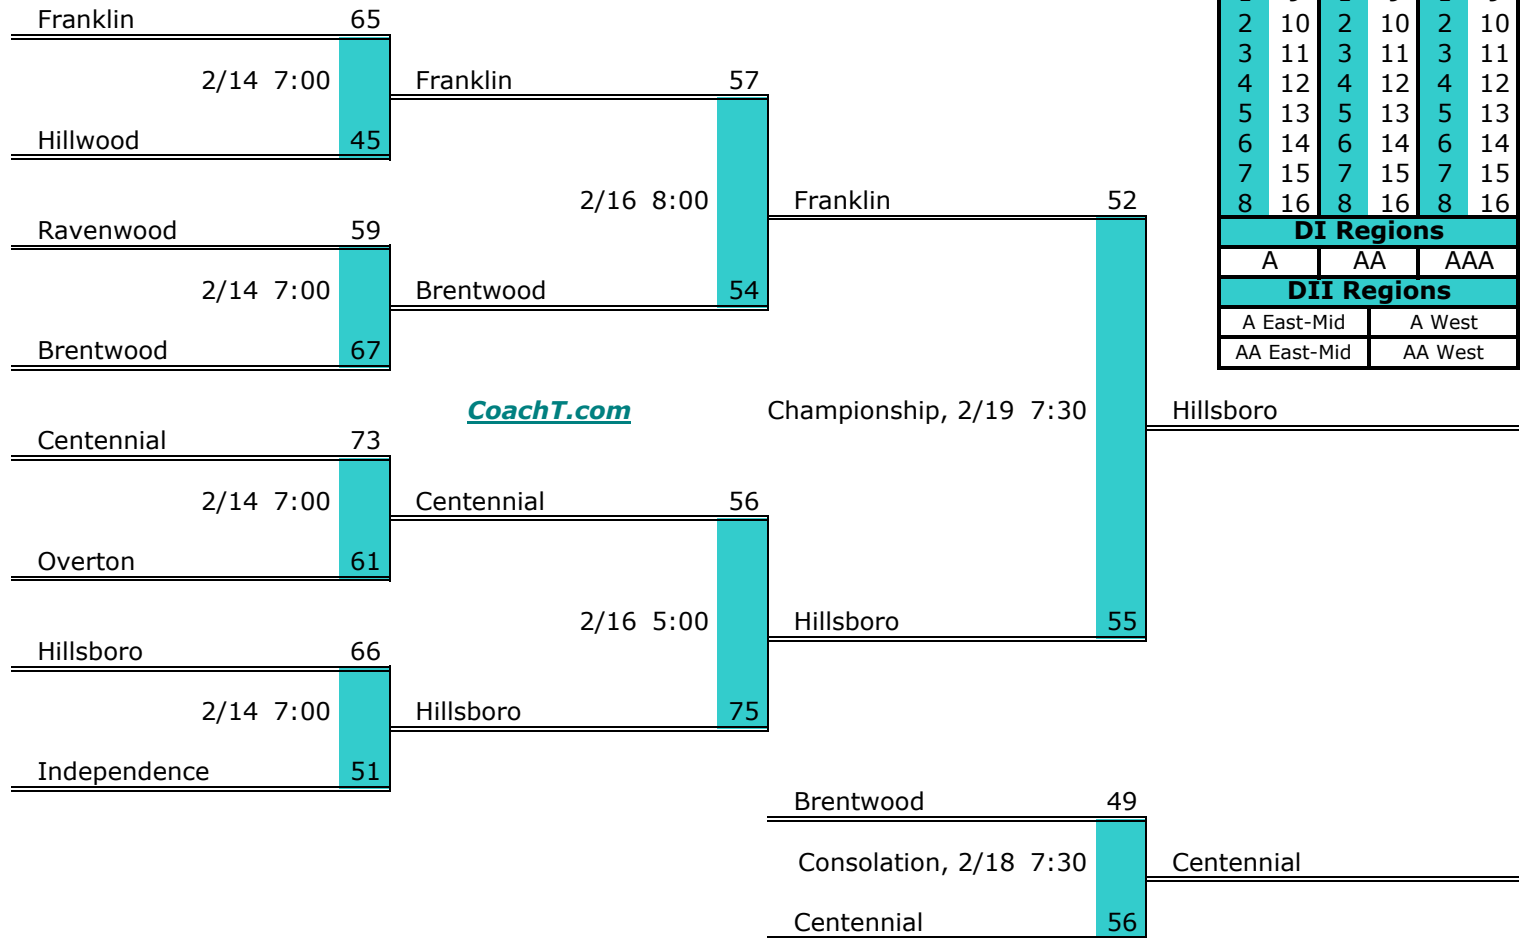 Franklin 65
1 9 1 9 1 9
2 10 2 10 2 10
3 11 3 11 3 11
2/14 7:00 Franklin 57
4 12 4 12 4 12
5 13 5 13 5 13
Hillwood 45
6 14 6 14 6 14
7 15 7 15 7 15
2/16 8:00 Franklin 52
8 16 8 16 8 16
Ravenwood 59
DI Regions
A AA AAA
2/14 7:00 Brentwood 54
DII Regions
A East-Mid A West
Brentwood 67
AA East-Mid AA West
CoachT.com Championship, 2/19 7:30 Hillsboro
Centennial 73
2/14 7:00 Centennial 56
Overton 61
2/16 5:00 Hillsboro 55
Hillsboro 66
2/14 7:00 Hillsboro 75
Independence 51
Brentwood 49
Consolation, 2/18 7:30 Centennial
Centennial 56